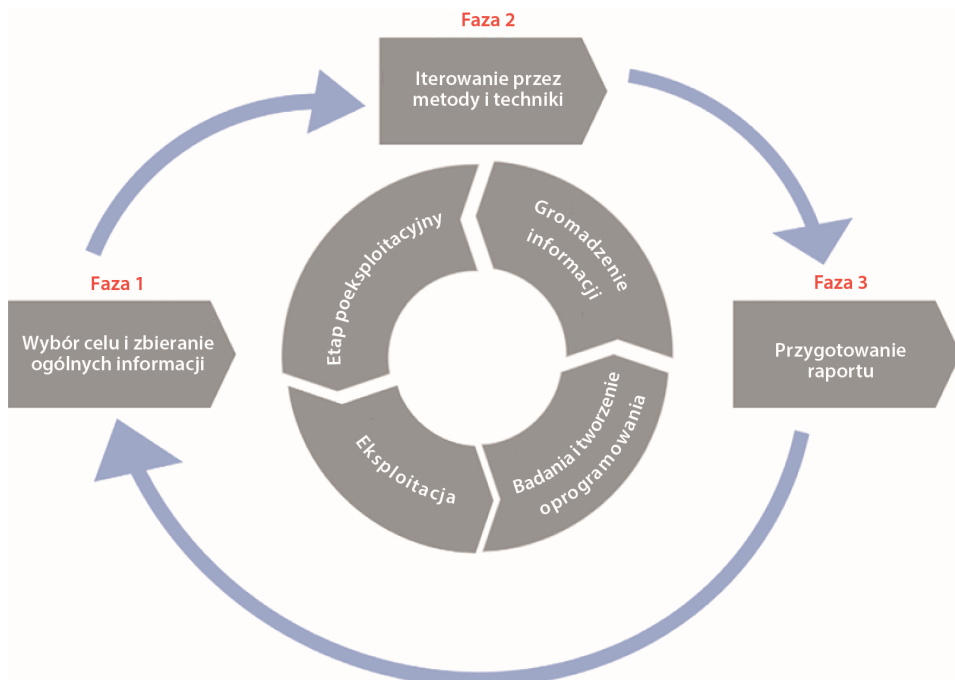 Faza 2
Iterowanie przez
metody i techniki
Faza 1
Wybór celu i zbieranie
ogólnych informacji
Faza 3
Przygotowanie
raportu
Gromadzenie
informacji
Badania i tworzenie
oprogramowania
Eksploitacja
Etap poeksploitacyjny